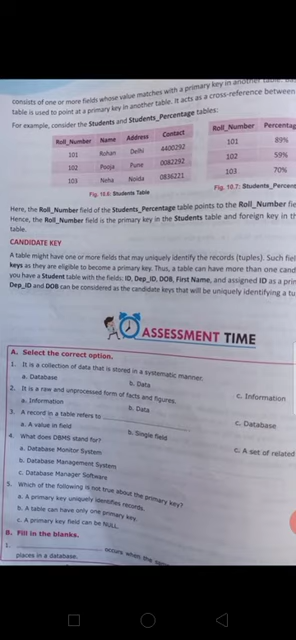 consists of one or more fields whose value matches with a primary key in another table.
table is used to point at a primary key in another table. It acts as a cross-reference between
For example, consider the Students and Students_Percentage tables:
Roll_Number Name Address Contact
101 Rohan Delhi 4400292
102 Pooja Pune 0082292
103 Neha Noida 0836221
Fig. 10.6: Students Table
Roll_Number Percentag
101 89%
102 59%
103 70%
Fig. 10.7: Students_Percent
Here, the Roll_Number field of the Students_Percentage table points to the Roll_Number fie
Hence, the Roll_Number field is the primary key in the Students table and foreign key in th
table.
CANDIDATE KEY
A table might have one or more fields that may uniquely identify the records (tuples). Such fiel
keys as they are eligible to become a primary key. Thus, a table can have more than one cand
you have a Student table with the fields: ID, Dep_ID, DOB, First Name, and assigned ID as a prim
Dep_ID and DOB can be considered as the candidate keys that will be uniquely identifying a tu
ASSESSMENT TIME
A. Select the correct option.
1. It is a collection of data that is stored in a systematic manner.
a. Database b. Data c. Information
2. It is a raw and unprocessed form of facts and figures.
a. Information b. Data c. Database
3. A record in a table refers to
a. A value in field b. Single field c. A set of related
4. What does DBMS stand for?
a. Database Monitor System
b. Database Management System
c. Database Manager Software
5. Which of the following is not true about the primary key?
a. A primary key uniquely identifies records.
b. A table can have only one primary key.
c. A primary key field can be NULL.
B. Fill in the blanks.
1. occurs when the
places in a database.